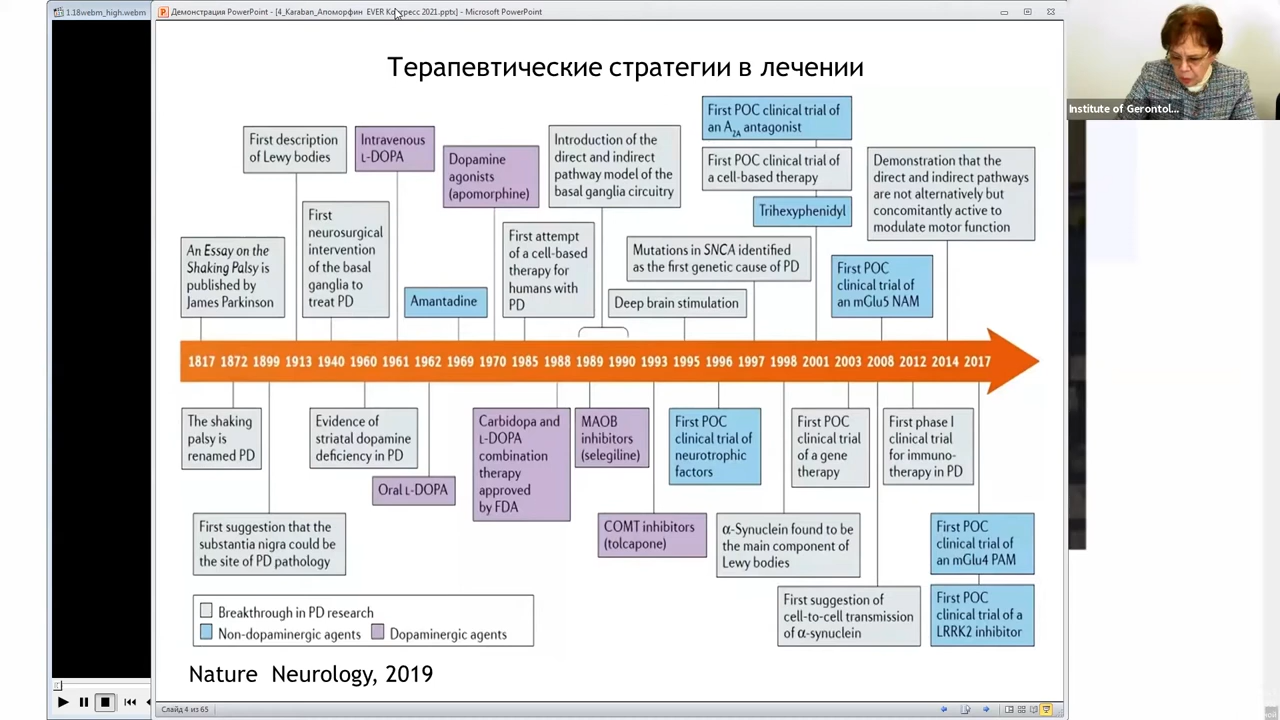 1.18webm_high.webm
Демонстрация PowerPoint - [4_Karaban_Апоморфин EVER Конгресс 2021.pptx] - Microsoft PowerPoint
Institute of Gerontol...
Терапевтические стратегии в лечении
First description
of Lewy bodies
Intravenous
L-DOPA
Dopamine
agonists
(apomorphine)
Introduction of the
direct and indirect
pathway model of the
basal ganglia circuitry
First POC clinical trial of
an A2A antagonist
First POC clinical trial of
a cell-based therapy
Trihexyphenidyl
Demonstration that the
direct and indirect pathways
are not alternatively but
concomitantly active to
modulate motor function
An Essay on the
Shaking Palsy is
published by
James Parkinson
First
neurosurgical
intervention
of the basal
ganglia to
treat PD
Amantadine
First attempt
of a cell-based
therapy for
humans with
PD
Mutations in SNCA identified
as the first genetic cause of PD
Deep brain stimulation
First POC
clinical trial of
an mGlu5 NAM
1817 1872 1899 1913 1940 1960 1961 1962 1969 1970 1985 1988 1989 1990 1993 1995 1996 1997 1998 2001 2003 2008 2012 2014 2017
The shaking
palsy is
renamed PD
Evidence of
striatal dopamine
deficiency in PD
Oral L-DOPA
Carbidopa and
L-DOPA
combination
therapy
approved
by FDA
MAOB
inhibitors
(selegiline)
First POC
clinical trial of
neurotrophic
factors
First POC
clinical trial
of a gene
therapy
First phase I
clinical trial
for immuno-
therapy in PD
First suggestion that the
substantia nigra could be
the site of PD pathology
COMT inhibitors
(tolcapone)
α-Synuclein found to be
the main component of
Lewy bodies
First POC
clinical trial of
an mGlu4 PAM
First suggestion of
cell-to-cell transmission
of α-synuclein
First POC
clinical trial of a
LRRK2 inhibitor
Breakthrough in PD research
Non-dopaminergic agents
Dopaminergic agents
Nature Neurology, 2019
Слайд 4 из 65